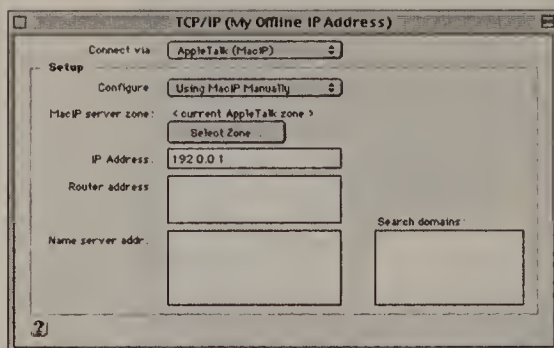 TCP/IP (My Offline IP Address)
Connect via
AppleTalk (MacIP)
Setup
Configure
Using MacIP Manually
MacIP server zone:
< current AppleTalk zone >
Select Zone...
IP Address:
192.0.0.1
Router address
Name server addr.
Search domains:
?